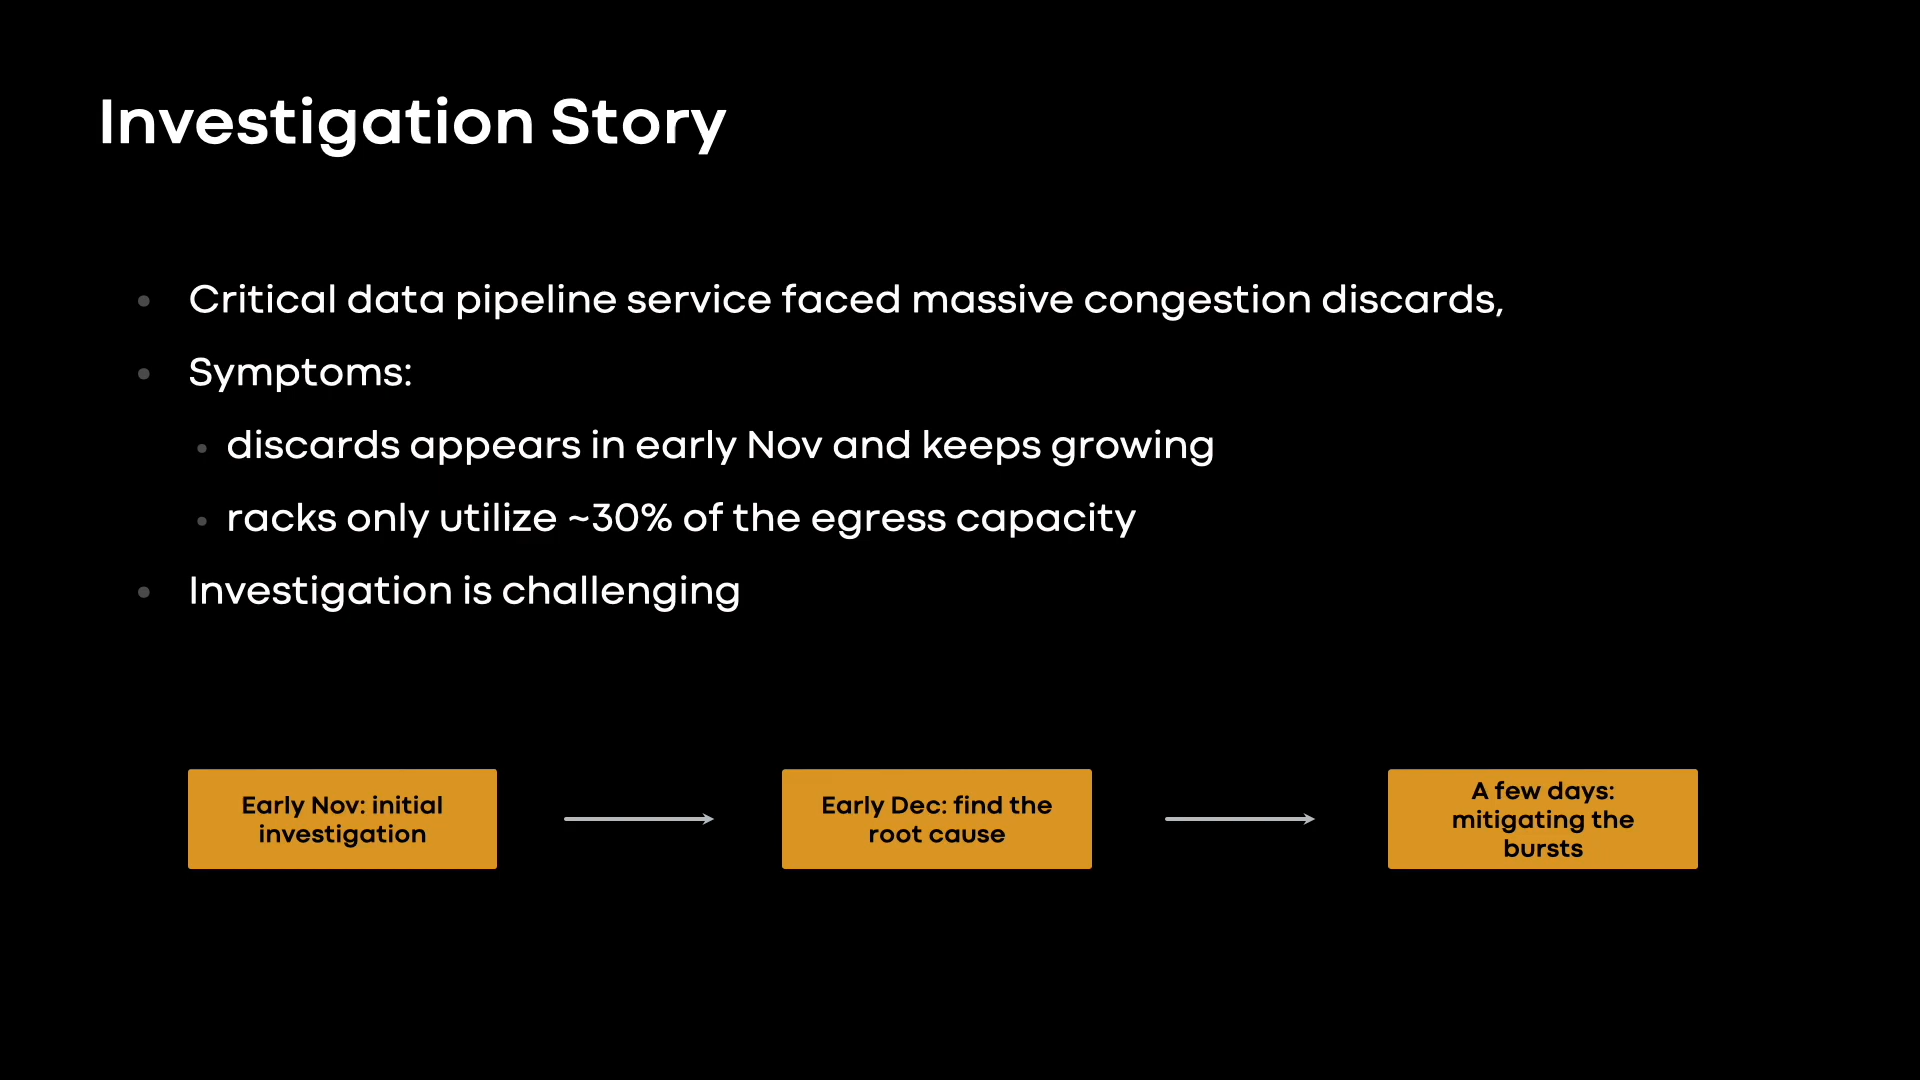 Investigation Story
Critical data pipeline service faced massive congestion discards,
Symptoms:
discards appears in early Nov and keeps growing
racks only utilize ~30% of the egress capacity
Investigation is challenging
Early Nov: initial
investigation
Early Dec: find the
root cause
A few days:
mitigating the
bursts